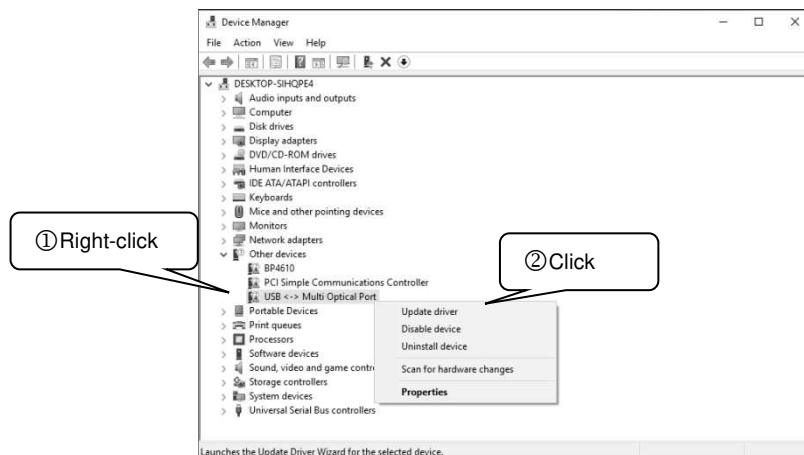 Device Manager
File Action View Help
DESKTOP-SIHQPE4
Audio inputs and outputs
Computer
Disk drives
Display adapters
DVD/CD-ROM drives
Human Interface Devices
IDE ATA/ATAPI controllers
Keyboards
Mice and other pointing devices
Monitors
Network adapters
Other devices
BP4610
PCI Simple Communications Controller
USB <-> Multi Optical Port
Portable Devices
Print queues
Processors
Software devices
Sound, video and game contr
Storage controllers
System devices
Universal Serial Bus controllers
①Right-click
②Click
Update driver
Disable device
Uninstall device
Scan for hardware changes
Properties
Launches the Update Driver Wizard for the selected device.